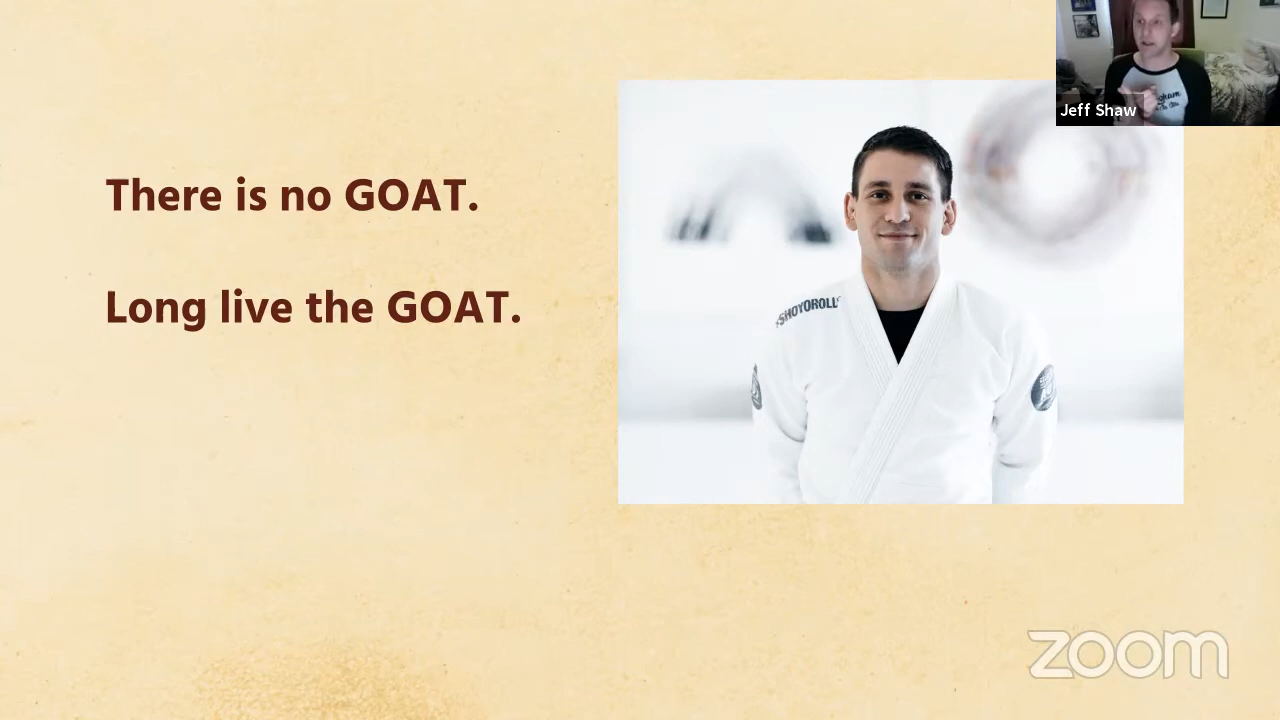 There is no GOAT.
Long live the GOAT.
SHOYOROLL
Jeff Shaw
zoom